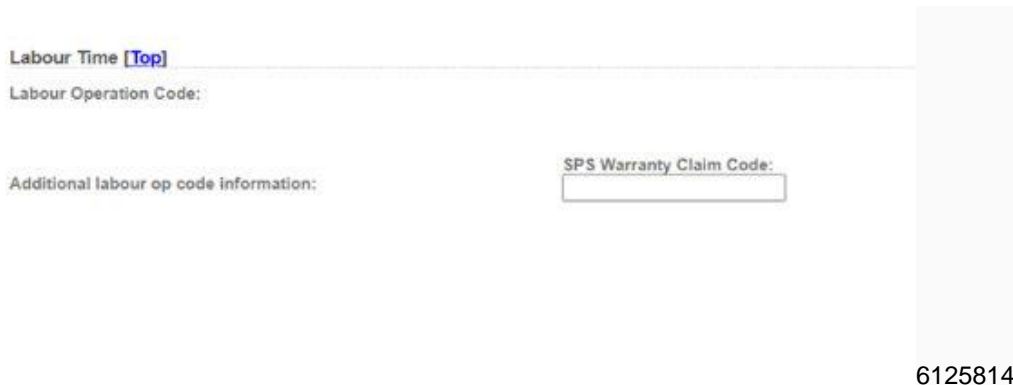 Labour Time [Top]
Labour Operation Code:
SPS Warranty Claim Code:
Additional labour op code information:
6125814